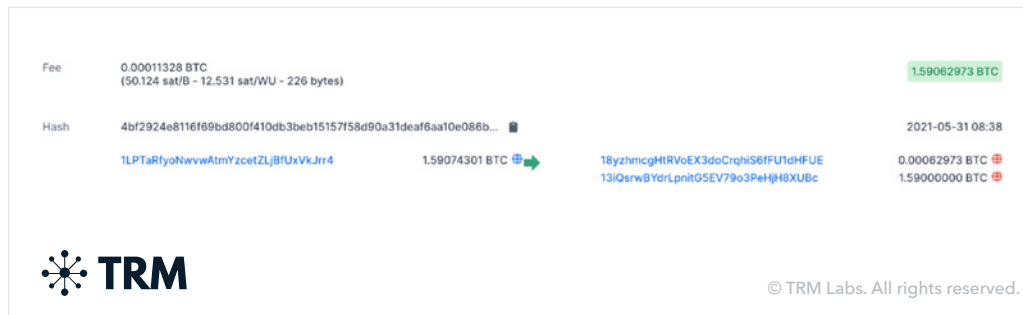 Fee 0.00011328 BTC 1.59062973 BTC
(50.124 sat/B - 12.531 sat/WU - 226 bytes)
Hash 4bf2924e8116f69bd800f410db3beb15157f58d90a31deaf6aa10e086b... 2021-05-31 08:38
1LPTaRfyoNwvwAtmYzcetZLjBfUxVkJrr4 1.59074301 BTC 18yzhmcgHtRVoEX3doCrqhiS6fFU1dHFUE 0.00062973 BTC
13iQsrwBYdrLpnitG5EV79o3PeHjH8XUBc 1.59000000 BTC
TRM
© TRM Labs. All rights reserved.